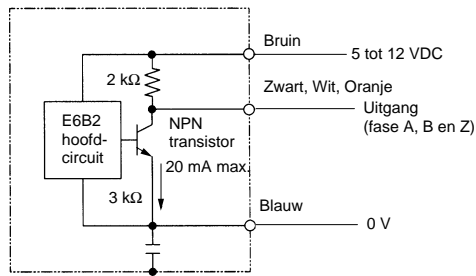 Bruin
5 tot 12 VDC
2 kΩ
Zwart, Wit, Oranje
E6B2
hoofd-
circuit
NPN
transistor
Uitgang
(fase A, B en Z)
20 mA max.
3 kΩ
Blauw
0 V